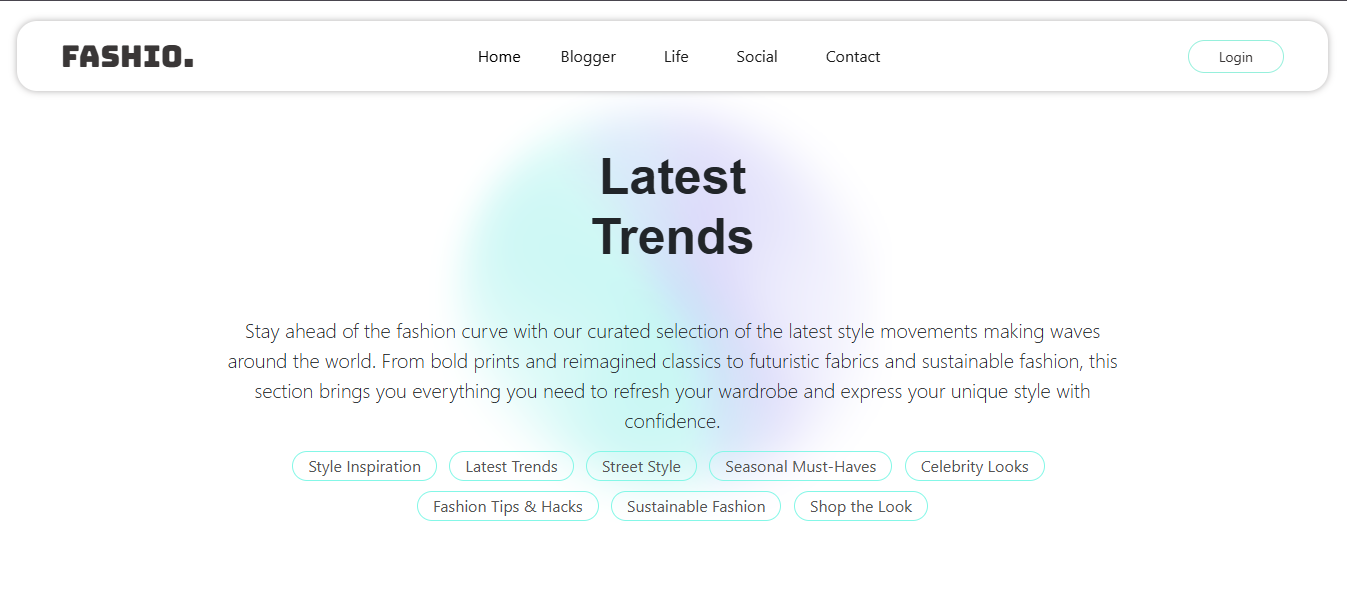 FASHIO. Home Blogger Life Social Contact Login
Latest
Trends
Stay ahead of the fashion curve with our curated selection of the latest style movements making waves
around the world. From bold prints and reimagined classics to futuristic fabrics and sustainable fashion, this
section brings you everything you need to refresh your wardrobe and express your unique style with
confidence.
Style Inspiration Latest Trends Street Style Seasonal Must-Haves Celebrity Looks
Fashion Tips & Hacks Sustainable Fashion Shop the Look